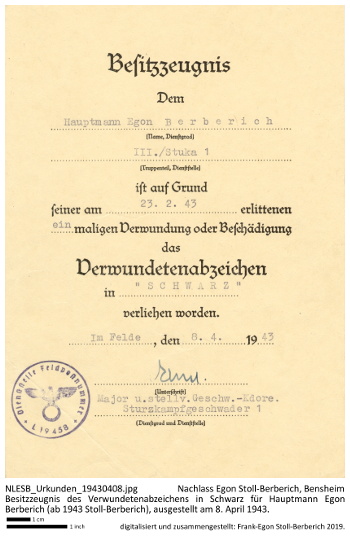 Besitzzeugnis
Dem
Hauptmann Egon Berberich
(Name, Dienstgrad)
III./Stuka 1
(Truppenteil, Dienststelle)
ist auf Grund
seiner am 23. 2. 43 erlittenen
ein maligen Verwundung oder Beschädigung
das
Verwundetenabzeichen
in "SCHWARZ"
verliehen worden.
Im Felde, den 8. 4. 1943
(Unterschrift)
Major u.stellv. Geschw.-Kdore.
Sturzkampfgeschwader 1
(Dienstgrad und Dienststelle)
Dienststelle Feldpostnummer
L 19458
NLESB_Urkunden_19430408.jpg Nachlass Egon Stoll-Berberich, Bensheim
Besitzzeugnis des Verwundetenabzeichens in Schwarz für Hauptmann Egon
Berberich (ab 1943 Stoll-Berberich), ausgestellt am 8. April 1943.
1 cm
1 inch
digitalisiert und zusammengestellt: Frank-Egon Stoll-Berberich 2019.